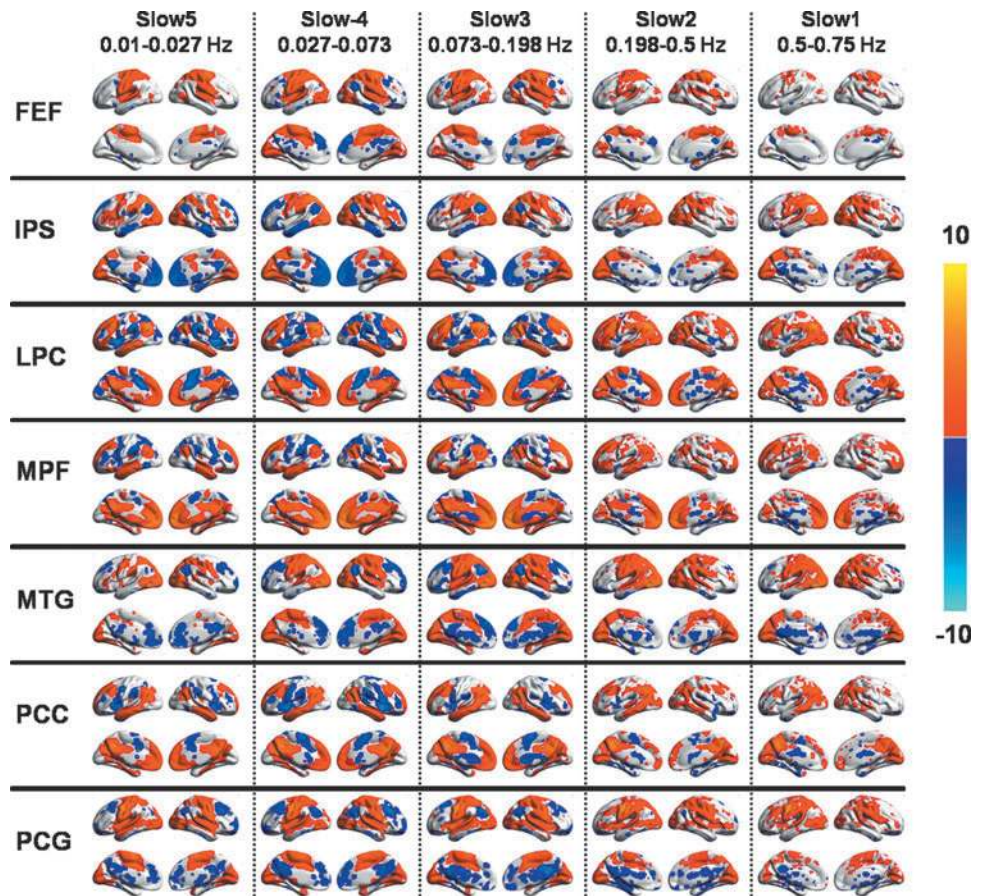 Slow5 Slow-4 Slow3 Slow2 Slow1
0.01-0.027 Hz 0.027-0.073 0.073-0.198 Hz 0.198-0.5 Hz 0.5-0.75 Hz
FEF
IPS
10
LPC
MPF
MTG
-10
PCC
PCG